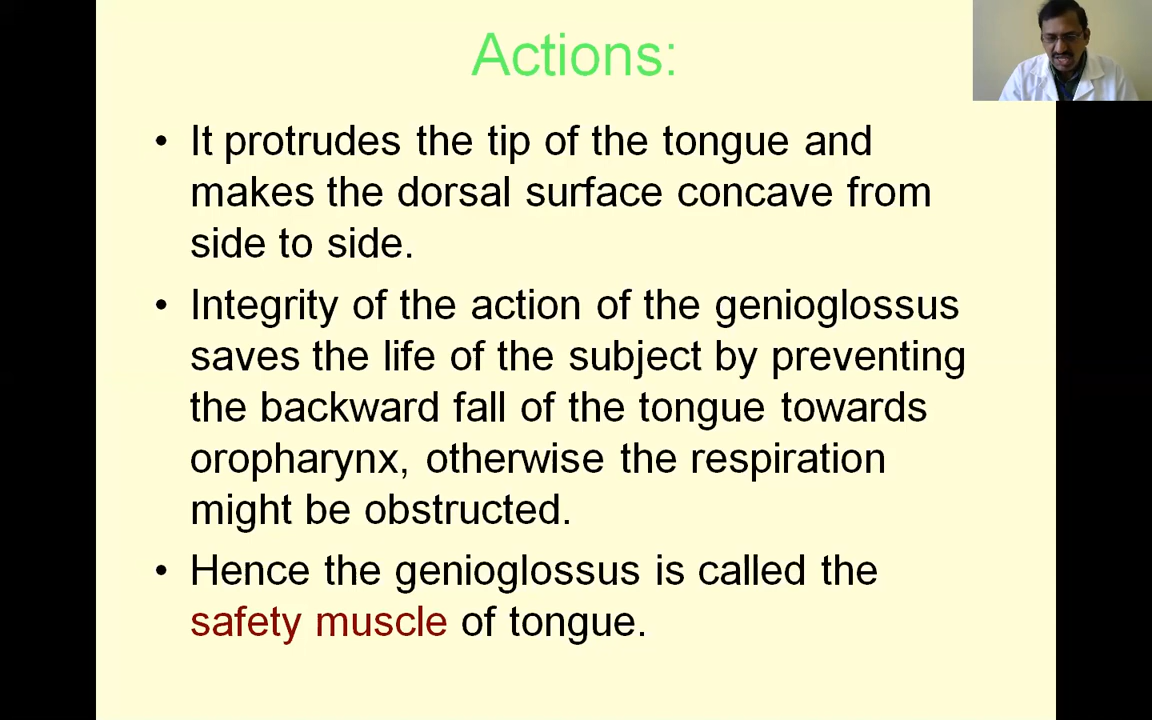 Actions:
• It protrudes the tip of the tongue and
makes the dorsal surface concave from
side to side.
• Integrity of the action of the genioglossus
saves the life of the subject by preventing
the backward fall of the tongue towards
oropharynx, otherwise the respiration
might be obstructed.
• Hence the genioglossus is called the
safety muscle of tongue.